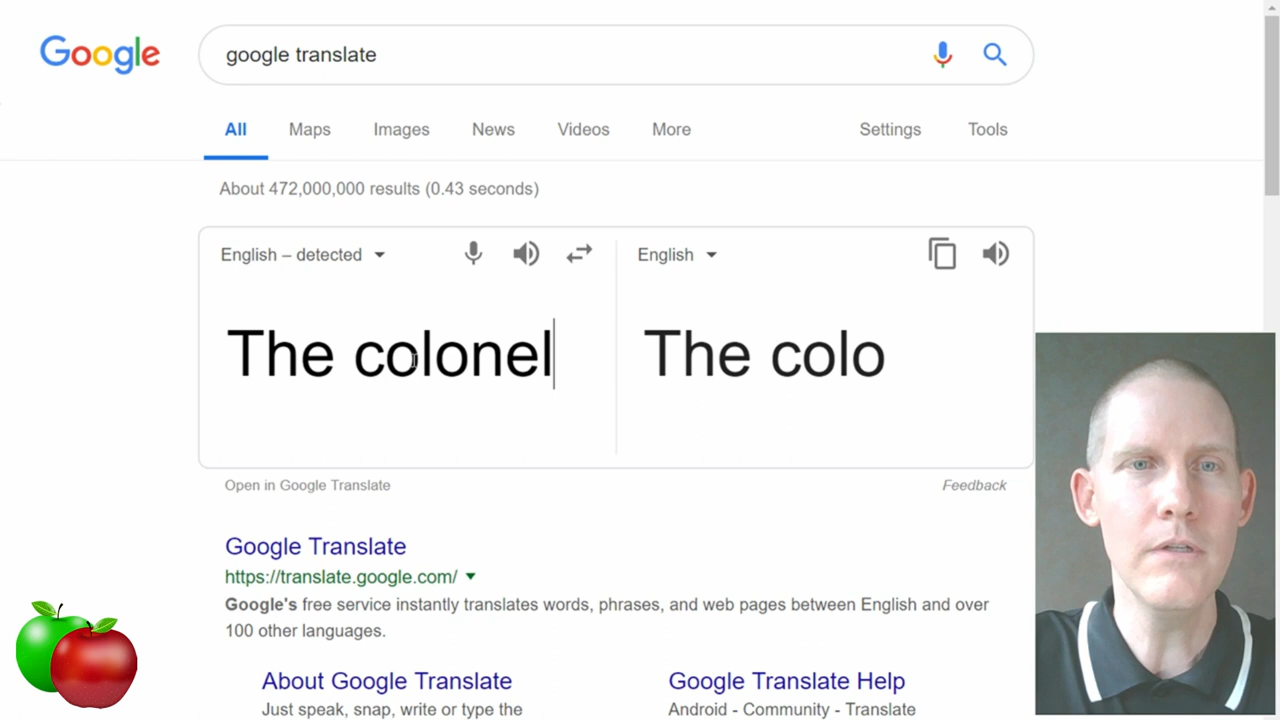 Google google translate
All Maps Images News Videos More Settings Tools
About 472,000,000 results (0.43 seconds)
English – detected English
The colonel The colo
Open in Google Translate Feedback
Google Translate
https://translate.google.com/
Google's free service instantly translates words, phrases, and web pages between English and over
100 other languages.
About Google Translate Google Translate Help
Just speak, snap, write or type the Android - Community - Translate